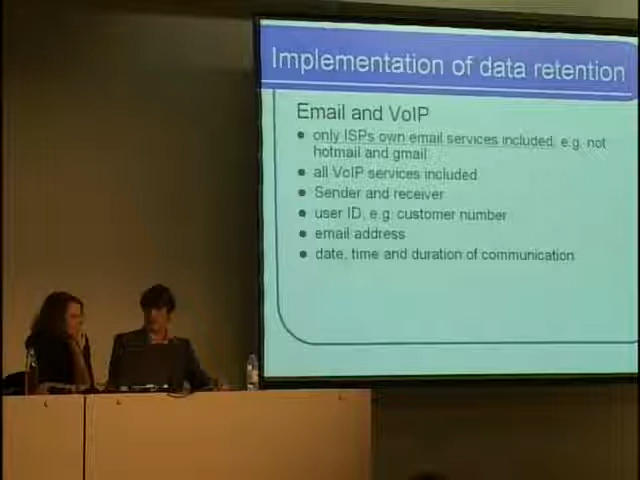 Implementation of data retention
Email and VoIP
only ISPs own email services included, e.g. not
hotmail and gmail
all VoIP services included
Sender and receiver
user ID, e.g. customer number
email address
date, time and duration of communication